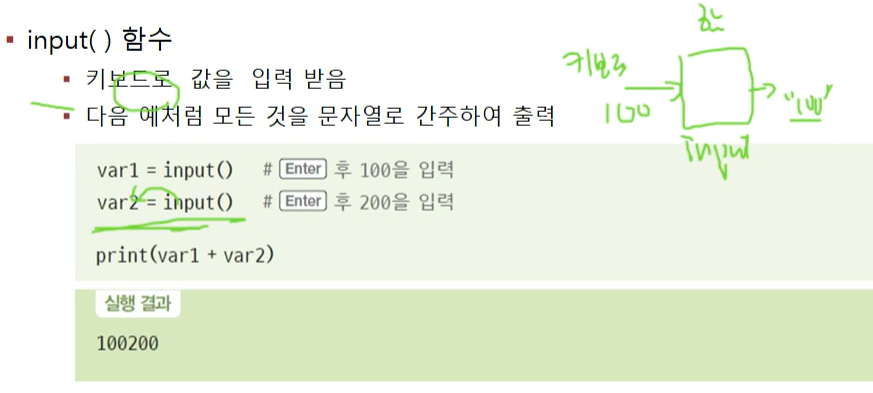 input( ) 함수
키보드로 값을 입력 받음
다음 예처럼 모든 것을 문자열로 간주하여 출력
키보드
100
"100"
input
var1 = input() # Enter 후 100을 입력
var2 = input() # Enter 후 200을 입력
print(var1 + var2)
실행 결과
100200